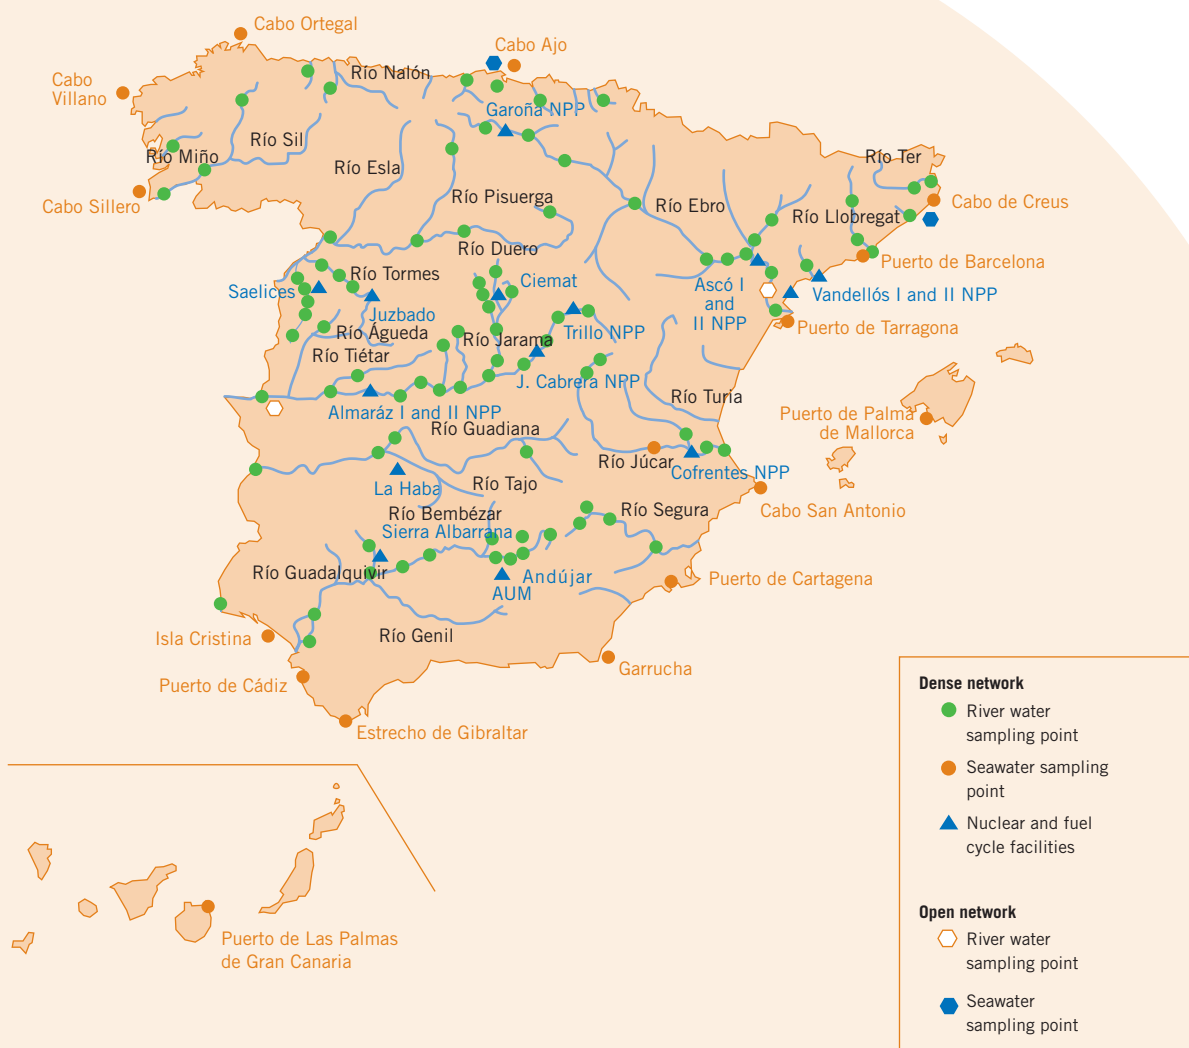 Cabo Ortegal
Cabo Ajo
Cabo
Villano
Río Nalón
Garoña NPP
Río Sil
Río Miño
Río Ter
Río Esla
Cabo Sillero
Río Pisuerga
Río Ebro
Cabo de Creus
Río Llobregat
Río Duero
Puerto de Barcelona
Río Tormes
Ciemat
Saelices
Ascó I
and
II NPP
Vandellós I and II NPP
Juzbado
Río Águeda
Trillo NPP
Puerto de Tarragona
Río Jarama
Río Tiétar
J. Cabrera NPP
Río Turia
Almaráz I and II NPP
Puerto de Palma
de Mallorca
Río Guadiana
Río Júcar
Cofrentes NPP
La Haba
Río Tajo
Río Bembézar
Río Segura
Cabo San Antonio
Sierra Albarrana
Río Guadalquivir
Andújar
AUM
Puerto de Cartagena
Isla Cristina
Río Genil
Garrucha
Puerto de Cádiz
Estrecho de Gibraltar
Puerto de Las Palmas
de Gran Canaria
Dense network
River water
sampling point
Seawater sampling
point
Nuclear and fuel
cycle facilities
Open network
River water
sampling point
Seawater
sampling point